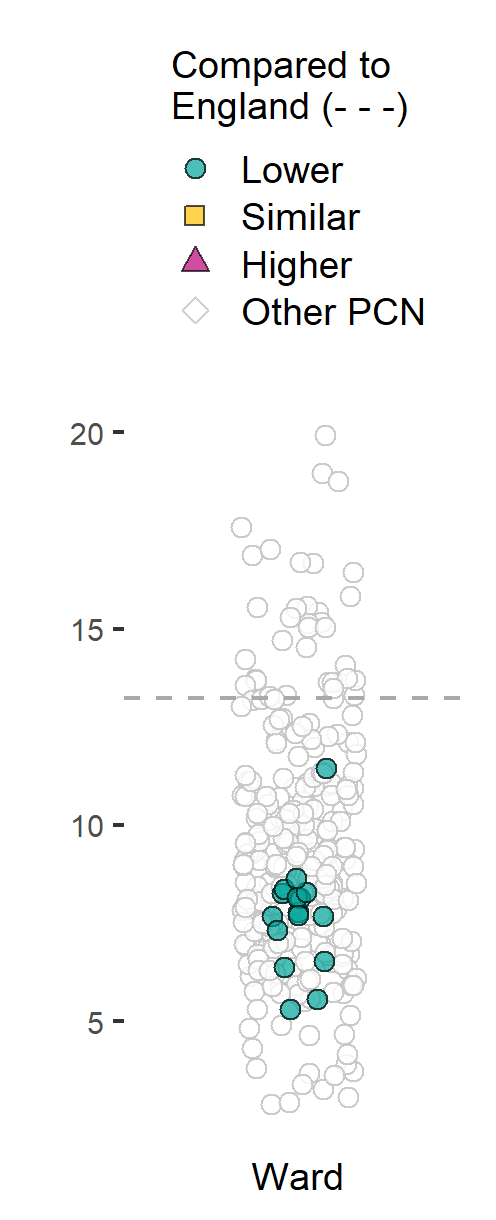 Compared to
England (- - -)
Lower
Similar
Higher
Other PCN
20
15
10
5
Ward